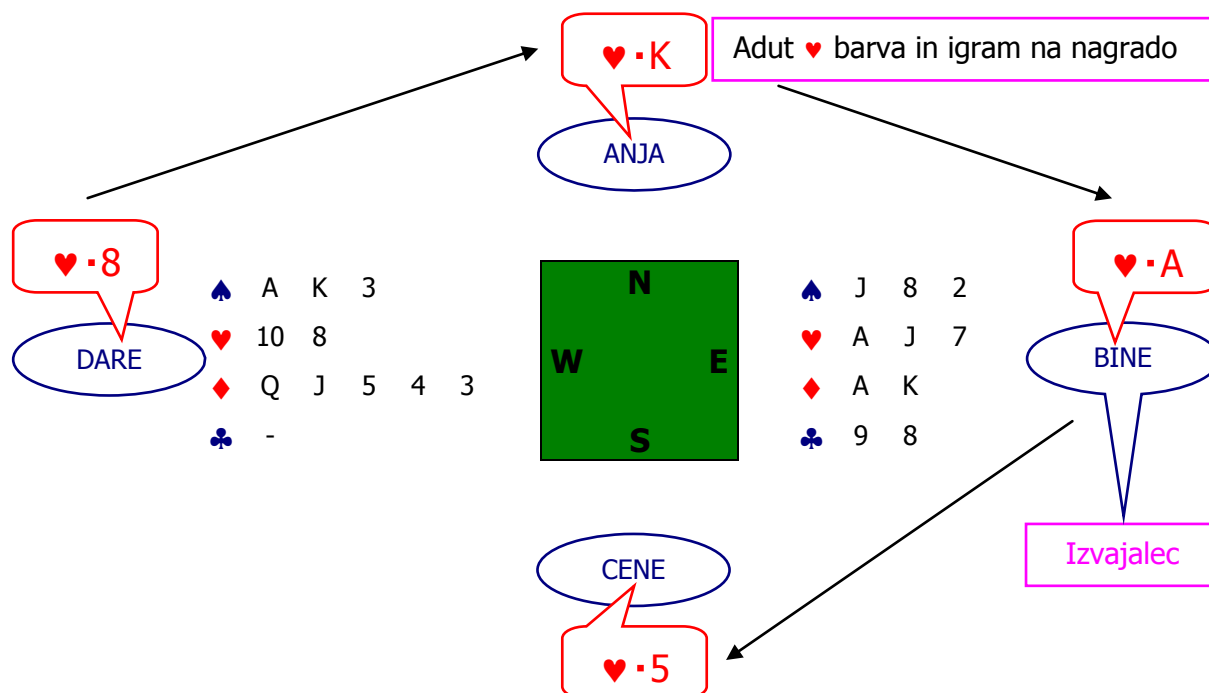 ♥·K
Adut ♥ barva in igram na nagrado
ANJA
♥·8
♥·A
DARE
BINE
♠ A K 3
♥ 10 8
♦ Q J 5 4 3
♣ -
N
W E
S
♠ J 8 2
♥ A J 7
♦ A K
♣ 9 8
CENE
Izvajalec
♥·5